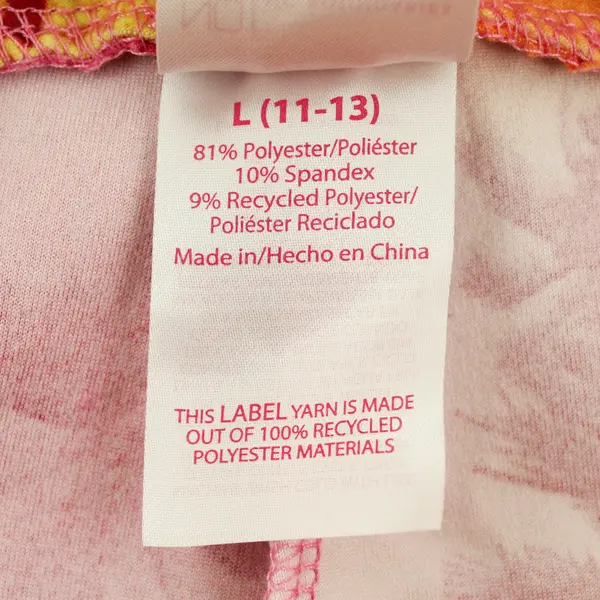 L (11-13)
81% Polyester/Poliéster
10% Spandex
9% Recycled Polyester/
Poliéster Reciclado
Made in/Hecho en China
THIS LABEL YARN IS MADE
OUT OF 100% RECYCLED
POLYESTER MATERIALS